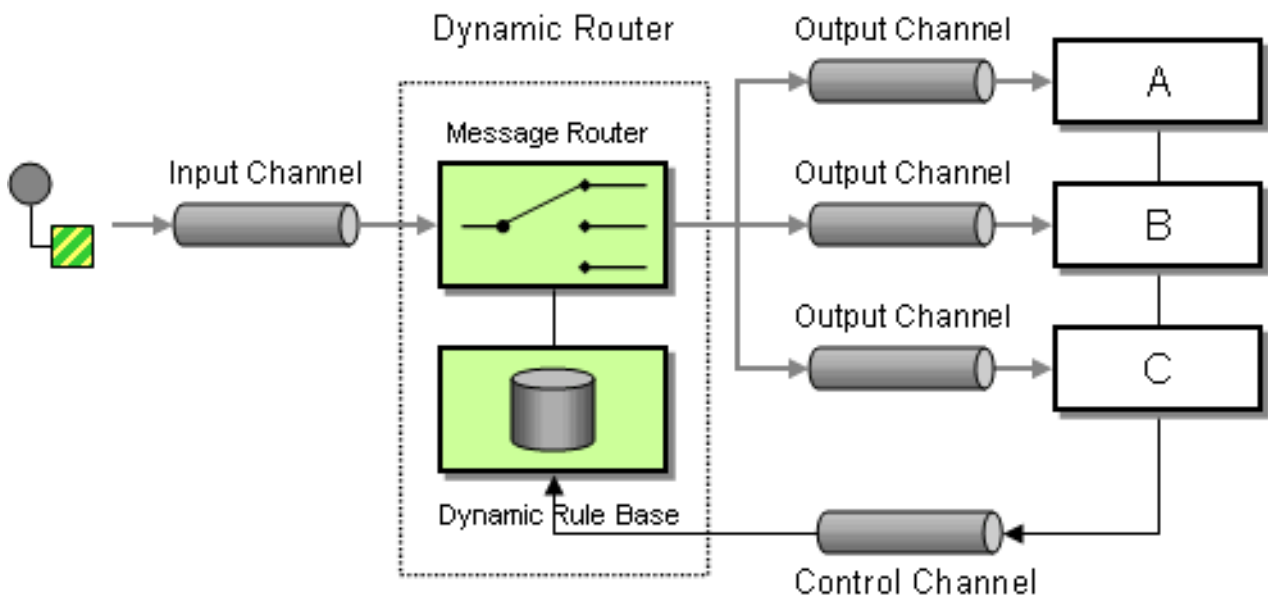 Dynamic Router
Output Channel
A
Message Router
Input Channel
Output Channel
B
Output Channel
C
Dynamic Rule Base
Control Channel